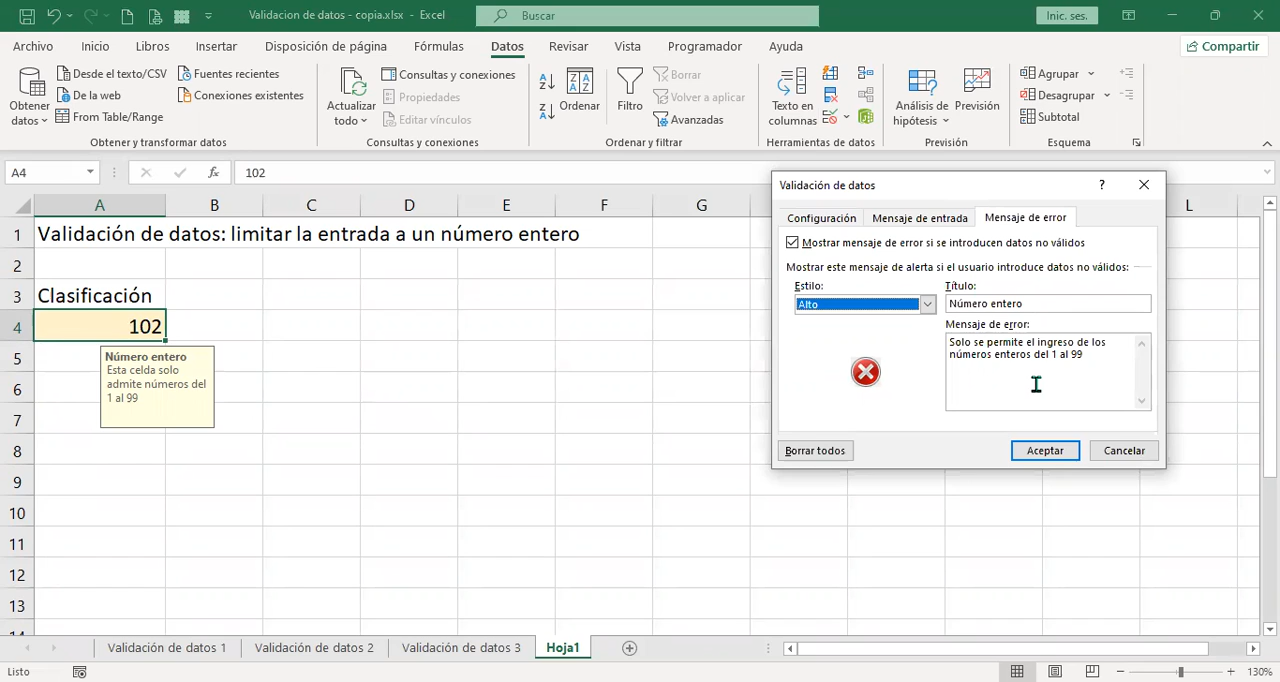 Validacion de datos - copia.xlsx - Excel
Buscar
Inic. ses.
Archivo Inicio Libros Insertar Disposición de página Fórmulas Datos Revisar Vista Programador Ayuda
Compartir
Obtener datos
Desde el texto/CSV
De la web
From Table/Range
Fuentes recientes
Conexiones existentes
Obtener y transformar datos
Actualizar todo
Consultas y conexiones
Propiedades
Editar vínculos
Consultas y conexiones
Ordenar
Filtro
Borrar
Volver a aplicar
Avanzadas
Ordenar y filtrar
Texto en columnas
Herramientas de datos
Análisis de hipótesis
Previsión
Previsión
Agrupar
Desagrupar
Subtotal
Esquema
A4
fx
102
A B C D E F G L
1 Validación de datos: limitar la entrada a un número entero
2
3 Clasificación
4 102
5
6
7
8
9
10
11
12
13
14
Número entero
Esta celda solo
admite números del
1 al 99
Validación de datos
?
Configuración Mensaje de entrada Mensaje de error
Mostrar mensaje de error si se introducen datos no válidos
Mostrar este mensaje de alerta si el usuario introduce datos no válidos:
Estilo:
Alto
Título:
Número entero
Mensaje de error:
Solo se permite el ingreso de los
números enteros del 1 al 99
Borrar todos
Aceptar
Cancelar
Validación de datos 1 Validación de datos 2 Validación de datos 3 Hoja1
Listo
130%